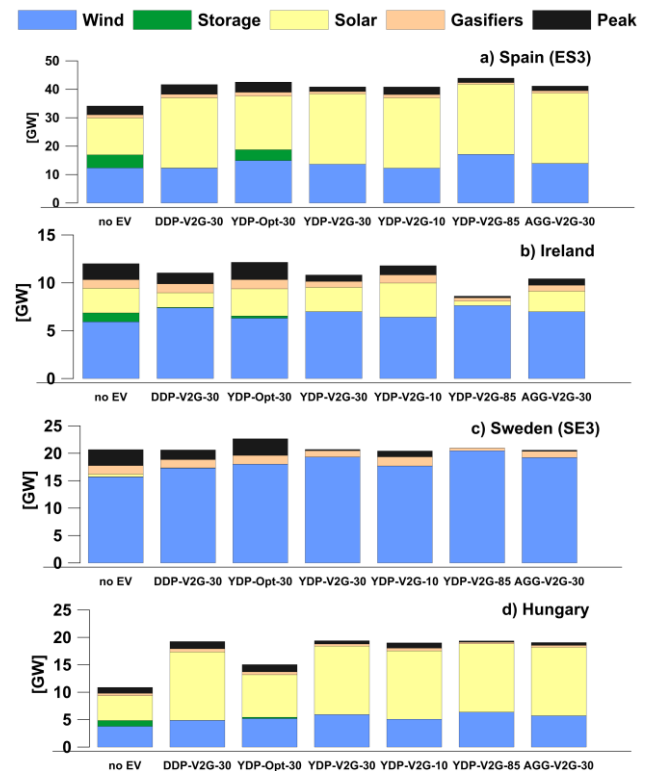 Wind Storage Solar Gasifiers Peak
a) Spain (ES3)
[GW]
50
40
30
20
10
0
no EV DDP-V2G-30 YDP-Opt-30 YDP-V2G-30 YDP-V2G-10 YDP-V2G-85 AGG-V2G-30
b) Ireland
[GW]
15
10
5
0
no EV DDP-V2G-30 YDP-Opt-30 YDP-V2G-30 YDP-V2G-10 YDP-V2G-85 AGG-V2G-30
c) Sweden (SE3)
[GW]
25
20
15
10
5
0
no EV DDP-V2G-30 YDP-Opt-30 YDP-V2G-30 YDP-V2G-10 YDP-V2G-85 AGG-V2G-30
d) Hungary
[GW]
25
20
15
10
5
0
no EV DDP-V2G-30 YDP-Opt-30 YDP-V2G-30 YDP-V2G-10 YDP-V2G-85 AGG-V2G-30